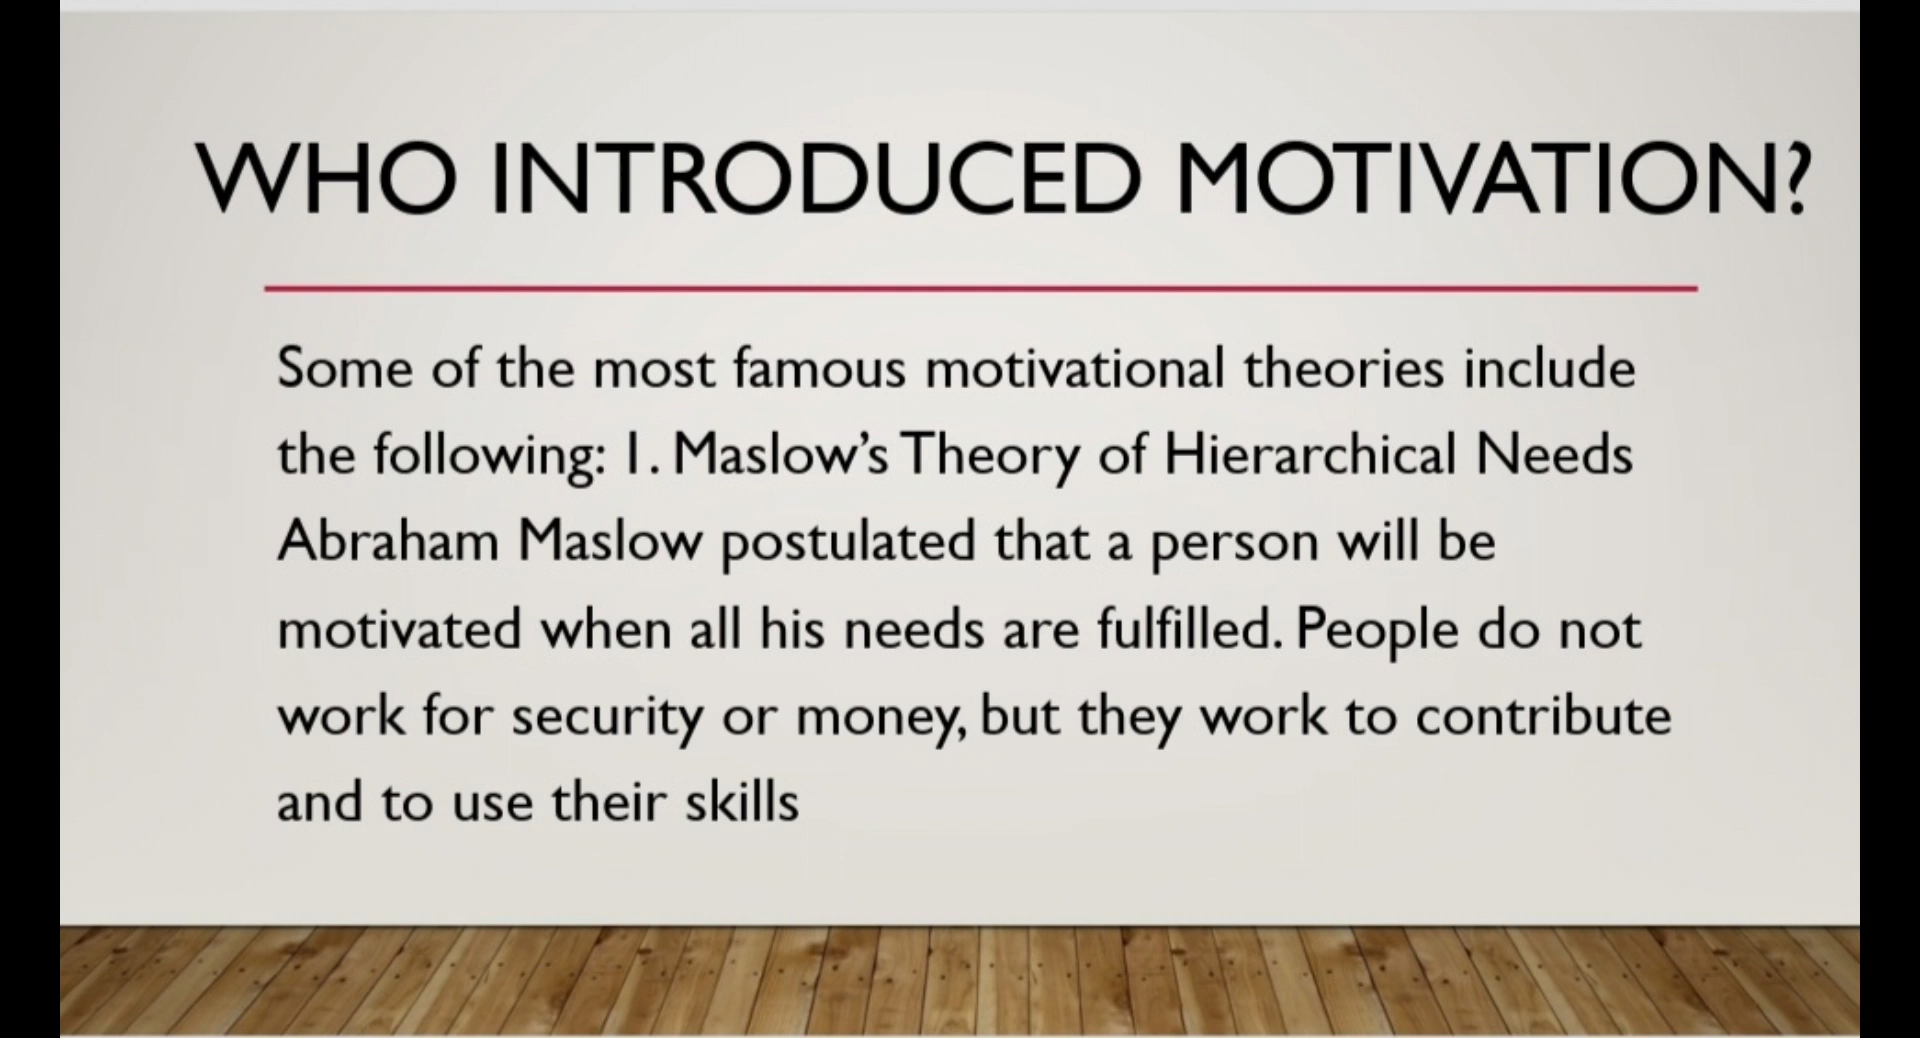 WHO INTRODUCED MOTIVATION?
Some of the most famous motivational theories include
the following: 1. Maslow’s Theory of Hierarchical Needs
Abraham Maslow postulated that a person will be
motivated when all his needs are fulfilled. People do not
work for security or money, but they work to contribute
and to use their skills